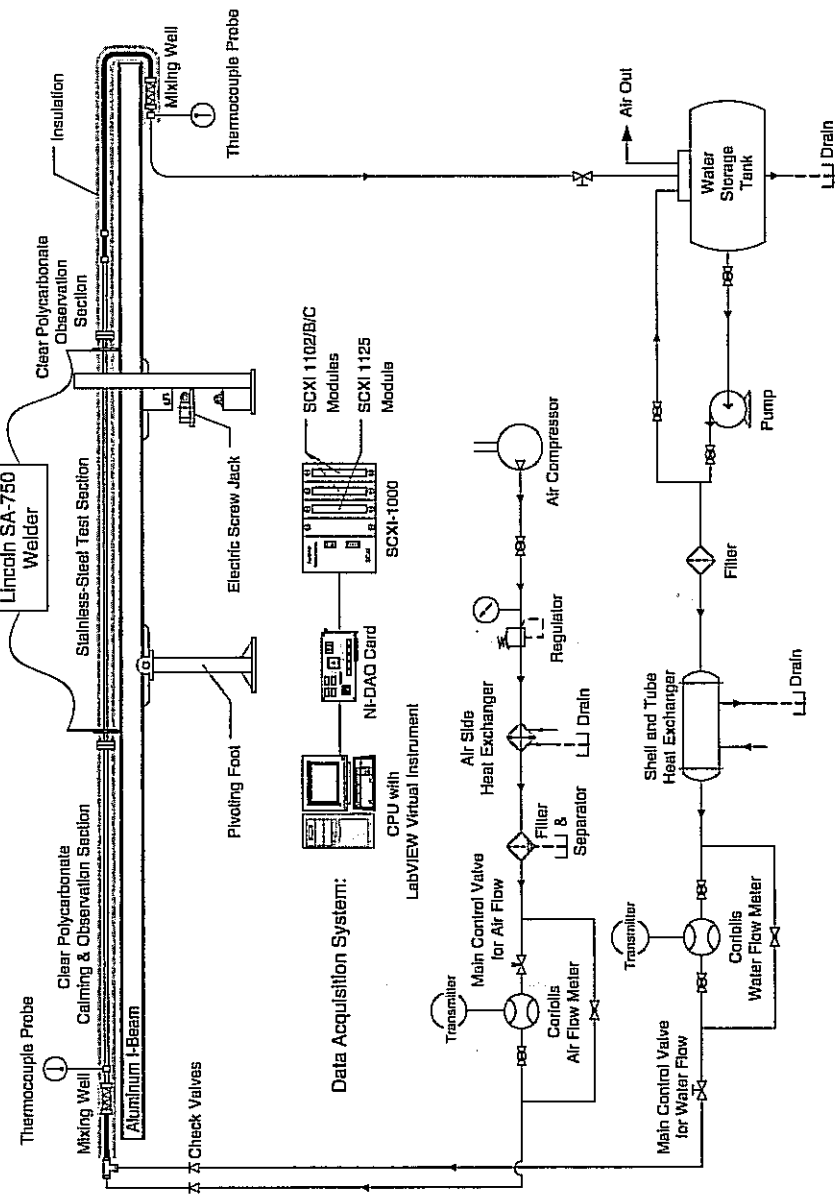 Lincoln SA-750
Welder
Thermocouple Probe
Mixing Well
Clear Polycarbonate
Calming & Observation Section
Stainless-Steel Test Section
Clear Polycarbonate
Observation
Section
Insulation
Mixing Well
Thermocouple Probe
Aluminum I-Beam
Check Valves
Pivoting Foot
Electric Screw Jack
Data Acquisition System:
CPU with
LabVIEW Virtual Instrument
NI-DAQ Card
SCXI-1000
SCXI 1102/B/C
Modules
SCXI 1125
Module
Transmitter
Main Control Valve
for Air Flow
Coriolis
Air Flow Meter
Filter
&
Separator
Air Side
Heat Exchanger
Drain
Regulator
Air Compressor
Main Control Valve
for Water Flow
Transmitter
Coriolis
Water Flow Meter
Shell and Tube
Heat Exchanger
Drain
Filter
Pump
Water
Storage
Tank
Air Out
Drain